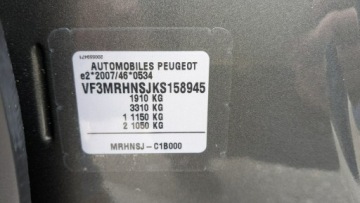 AUTOMOBILES PEUGEOT
e2*2007/46*0534
VF3MRHNSJKS158945
1910 KG
3310 KG
1 1150 KG
2 1050 KG
MRHNSJ - C1B000